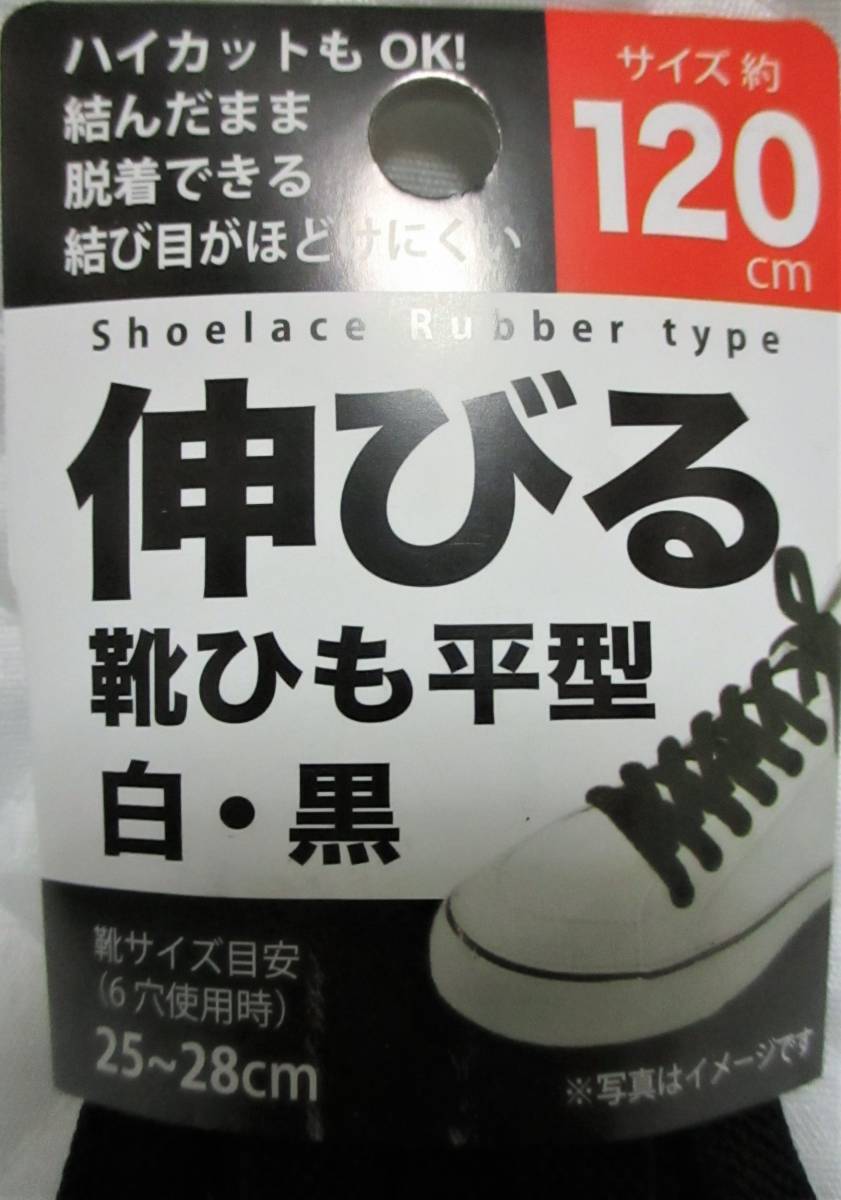 ハイカットもOK!
結んだまま
脱着できる
結び目がほどけにくい
サイズ 約
120
cm
Shoelace Rubber type
伸びる
靴ひも平型
白・黒
靴サイズ目安
(6穴使用時)
25~28cm
※写真はイメージです